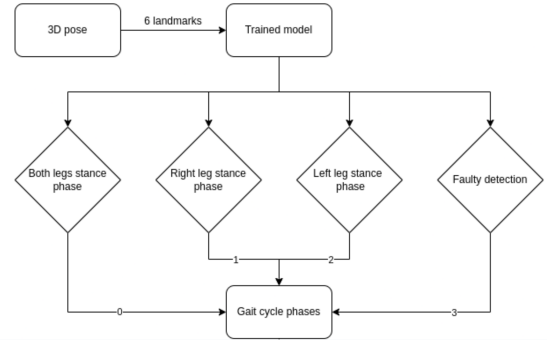 3D pose
6 landmarks
Trained model
Both legs stance
phase
Right leg stance
phase
Left leg stance
phase
Faulty detection
1
2
0
Gait cycle phases
3